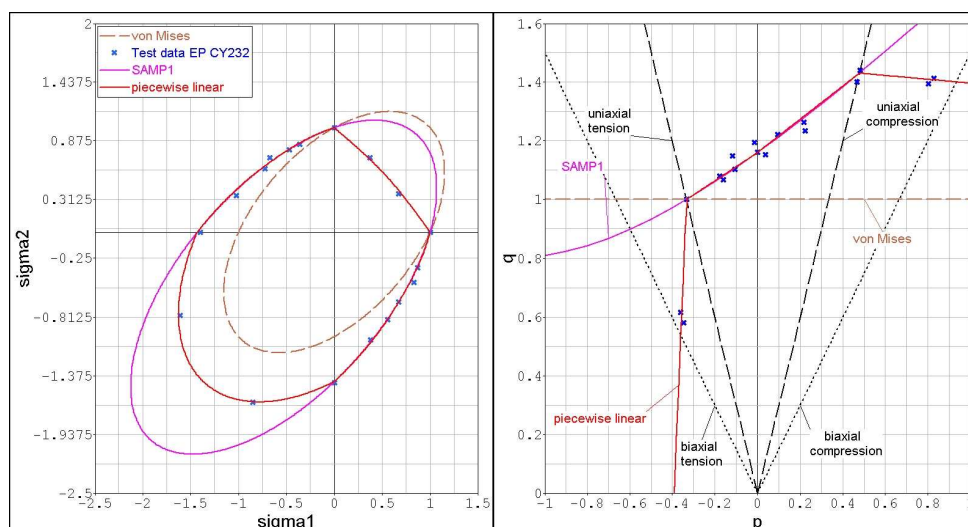 2
1.4375
0.875
0.3125
-0.25
-0.8125
-1.375
-1.9375
-2.5
sigma2
von Mises
Test data EP CY232
SAMP1
piecewise linear
-2.5 -2 -1.5 -1 -0.5 0 0.5 1 1.5
sigma1
1.6
1.4
1.2
1
0.8
0.6
0.4
0.2
0
q
uniaxial
tension
uniaxial
compression
SAMP1
von Mises
piecewise linear
biaxial
tension
biaxial
compression
-1 -0.8 -0.6 -0.4 -0.2 0 0.2 0.4 0.6 0.8 1
p